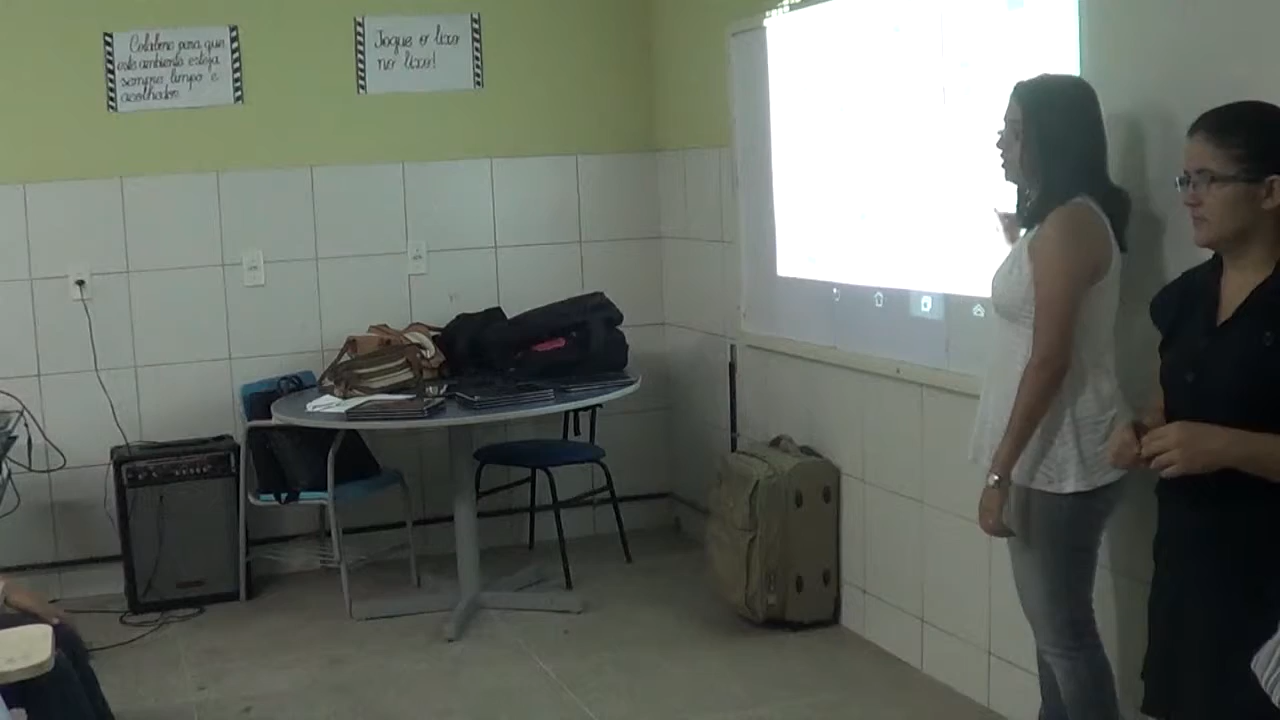 Colabore para que
este ambiente esteja
sempre limpo e
acolhedor
Jogue o lixo
no lixo!